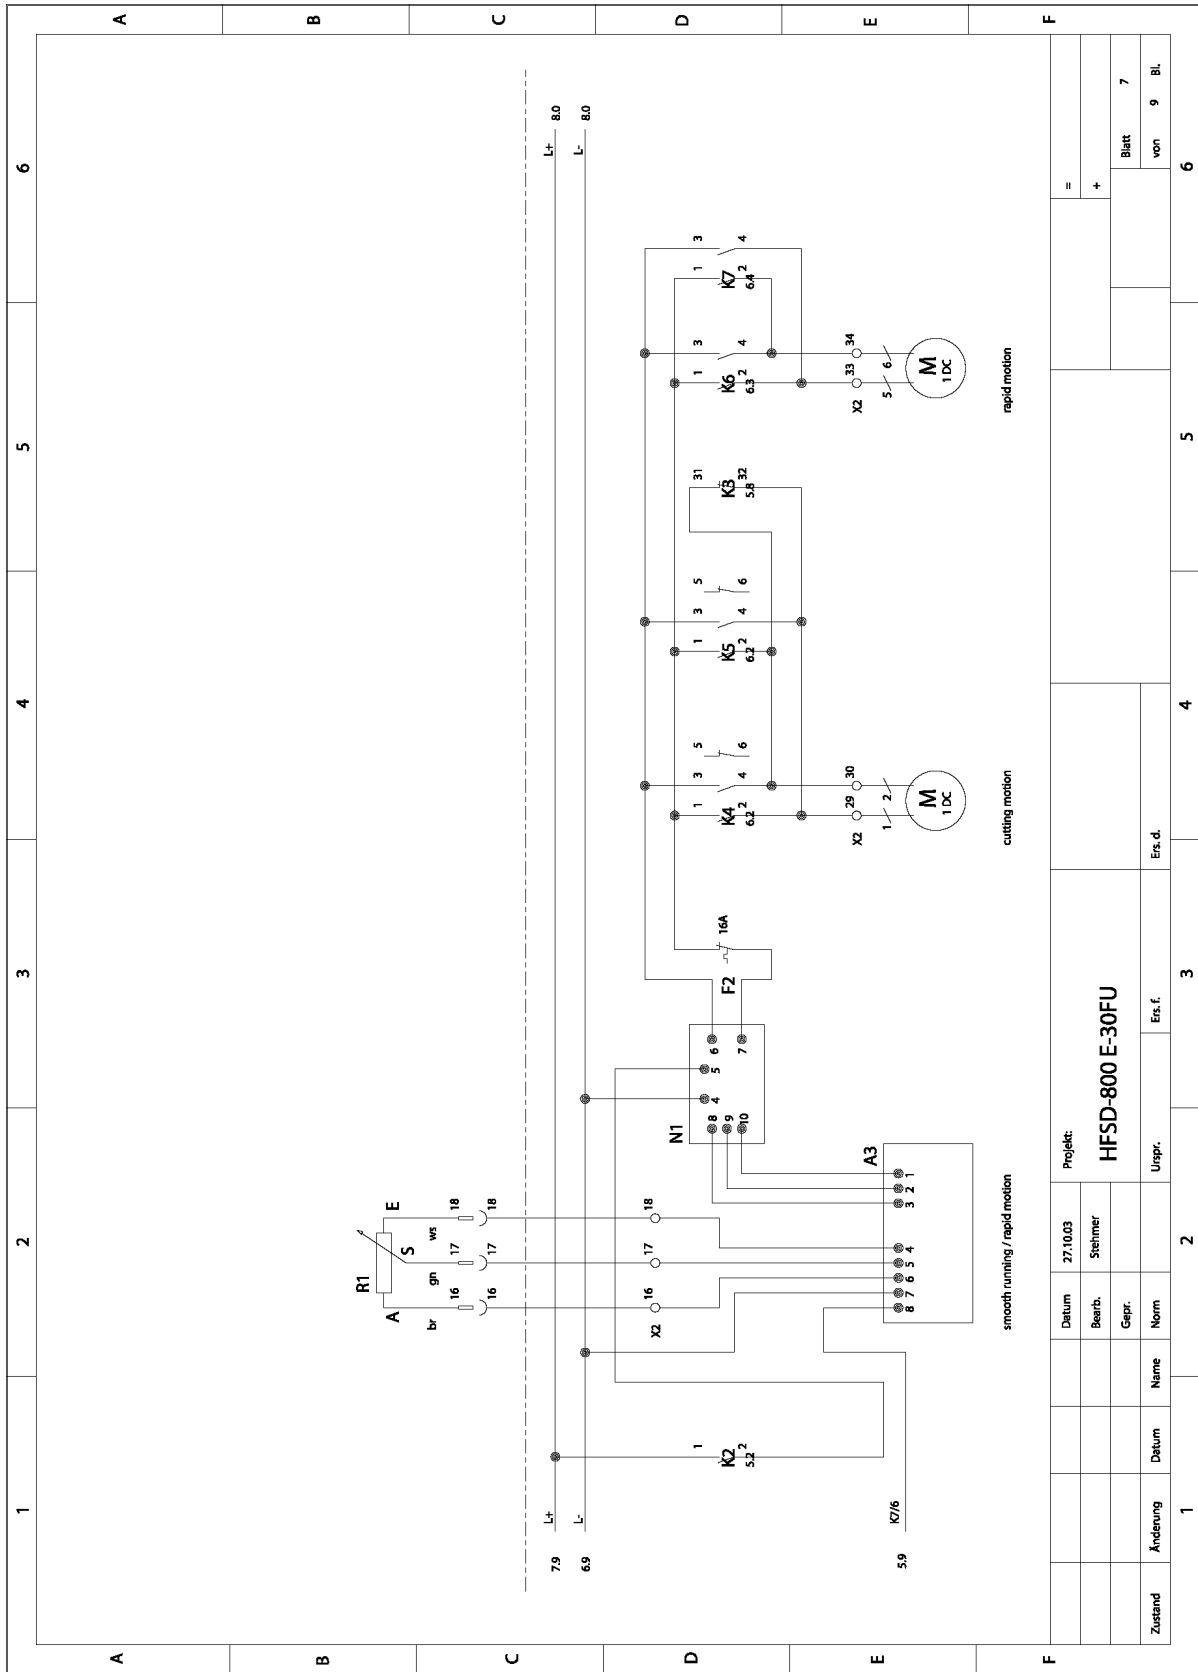 1 2 3 4 5 6
A
B
C
D
E
F
A
B
C
D
E
F
7.9 L+
L+ 8.0
6.9 L-
L- 8.0
R1
A S E
br gn ws
16 17 18
16 17 18
X2 16 17 18
K2
5.2
1
2
K7/6
5.9
N1
8 9 10
4 5
6 7
A3
8 7 6 5 4 3 2 1
smooth running / rapid motion
F2
16A
K4
6.2
1 2
3 4
5 6
X2 29 30
1 2
M
1 DC
cutting motion
K5
6.2
1 2
3 4
5 6
K3
5.8
31
32
K6
6.3
1 2
3 4
K7
6.4
1 2
3 4
X2 33 34
5 6
M
1 DC
rapid motion
Datum 27.10.03
Bearb. Stehmer
Gepr.
Norm
Projekt:
HFSD-800 E-30FU
=
+
Blatt 7
von 9 Bl.
Zustand Änderung Datum Name
Urspr. Ers. f. Ers. d.
1 2 3 4 5 6